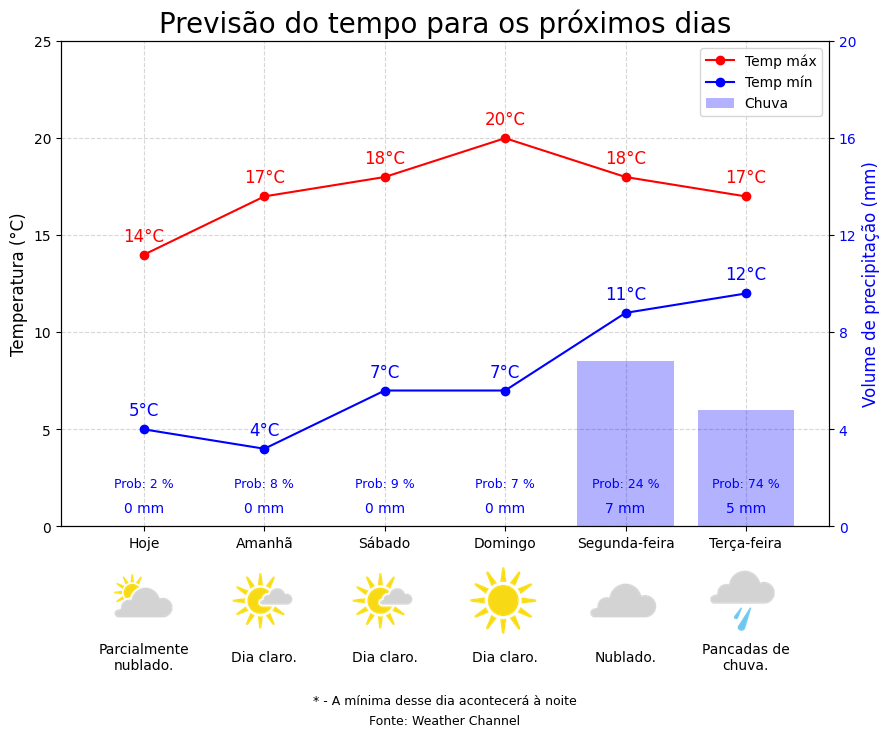 Previsão do tempo para os próximos dias
25
20
15
10
5
0
Temperatura (°C)
20
16
12
8
4
0
Volume de precipitação (mm)
Temp máx
Temp mín
Chuva
14°C
17°C
18°C
20°C
18°C
17°C
5°C
4°C
7°C
7°C
11°C
12°C
Prob: 2 %
Prob: 8 %
Prob: 9 %
Prob: 7 %
Prob: 24 %
Prob: 74 %
0 mm
0 mm
0 mm
0 mm
7 mm
5 mm
Hoje
Amanhã
Sábado
Domingo
Segunda-feira
Terça-feira
Parcialmente
nublado.
Dia claro.
Dia claro.
Dia claro.
Nublado.
Pancadas de
chuva.
* - A mínima desse dia acontecerá à noite
Fonte: Weather Channel